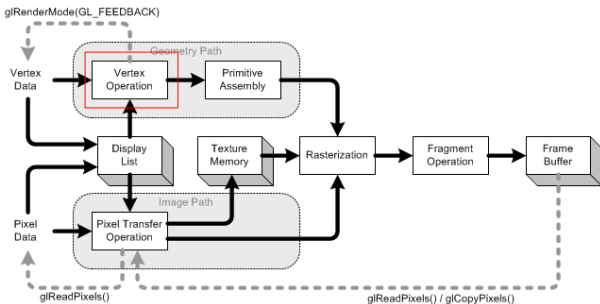 glRenderMode(GL_FEEDBACK)
Geometry Path
Vertex
Data
Vertex
Operation
Primitive
Assembly
Display
List
Texture
Memory
Rasterization
Fragment
Operation
Frame
Buffer
Image Path
Pixel
Data
Pixel Transfer
Operation
glReadPixels()
glReadPixels() / glCopyPixels()